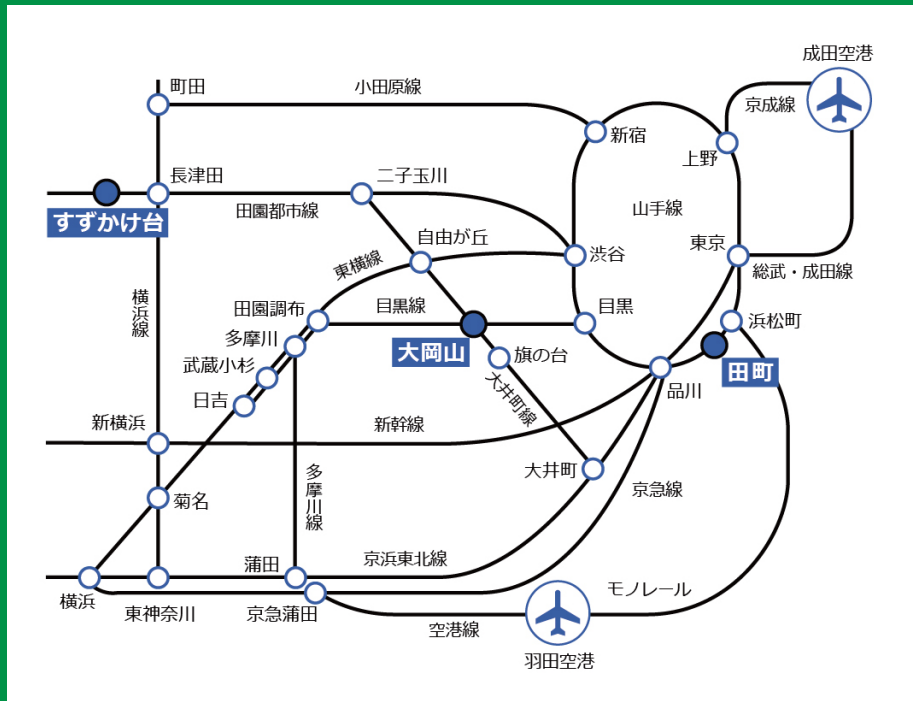 成田空港
町田
小田原線
京成線
新宿
上野
長津田
二子玉川
すずかけ台
田園都市線
山手線
自由が丘
東京
渋谷
東横線
総武・成田線
横浜線
田園調布
目黒線
目黒
浜松町
多摩川
大岡山
旗の台
田町
武蔵小杉
品川
日吉
大井町線
新横浜
新幹線
大井町
多摩川線
京急線
菊名
蒲田
京浜東北線
横浜
東神奈川
京急蒲田
モノレール
空港線
羽田空港